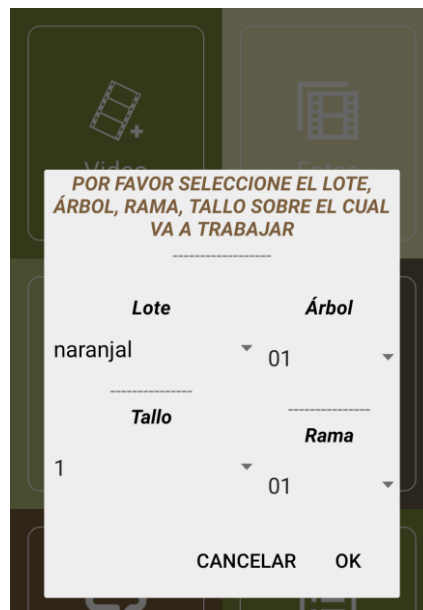 Video
Fotos
POR FAVOR SELECCIONE EL LOTE,
ÁRBOL, RAMA, TALLO SOBRE EL CUAL
VA A TRABAJAR
------------------
Lote
Árbol
naranjal
01
---------------
Tallo
---------------
Rama
1
01
CANCELAR
OK